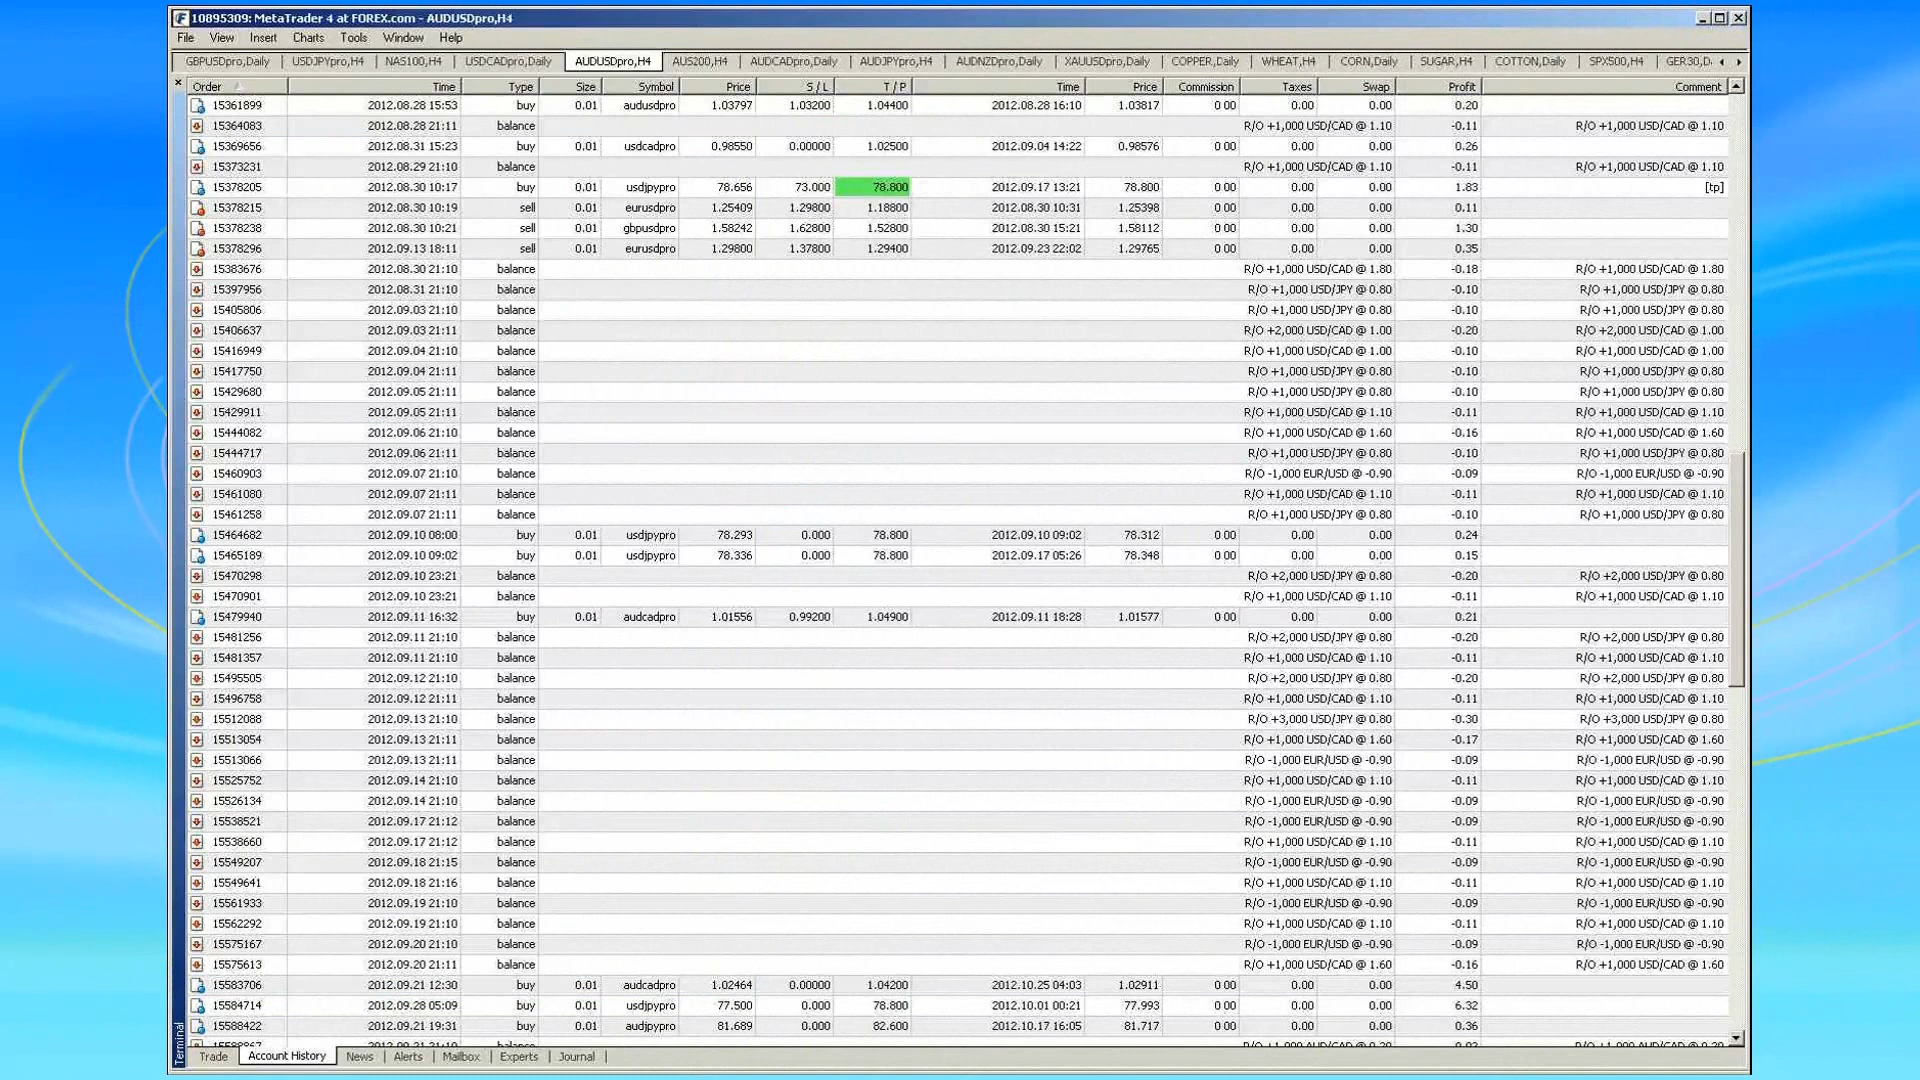 10895309: MetaTrader 4 at FOREX.com - AUDUSDpro,H4
File View Insert Charts Tools Window Help
GBPUSDpro,Daily USDJPYpro,H4 NAS100,H4 USDCADpro,Daily AUDUSDpro,H4 AUS200,H4 AUDCADpro,Daily AUDJPYpro,H4 AUDNZDpro,Daily XAUUSDpro,Daily COPPER,Daily WHEAT,H4 CORN,Daily SUGAR,H4 COTTON,Daily SPX500,H4 GER30,D
Order Time Type Size Symbol Price S / L T / P Time Price Commission Taxes Swap Profit Comment
15361899 2012.08.28 15:53 buy 0.01 audusdpro 1.03797 1.03200 1.04400 2012.08.28 16:10 1.03817 0 00 0.00 0.00 0.20
15364083 2012.08.28 21:11 balance R/O +1,000 USD/CAD @ 1.10 -0.11 R/O +1,000 USD/CAD @ 1.10
15369656 2012.08.31 15:23 buy 0.01 usdcadpro 0.98550 0.00000 1.02500 2012.09.04 14:22 0.98576 0 00 0.00 0.00 0.26
15373231 2012.08.29 21:10 balance R/O +1,000 USD/CAD @ 1.10 -0.11 R/O +1,000 USD/CAD @ 1.10
15378205 2012.08.30 10:17 buy 0.01 usdjpypro 78.656 73.000 78.800 2012.09.17 13:21 78.800 0 00 0.00 0.00 1.83 [tp]
15378215 2012.08.30 10:19 sell 0.01 eurusdpro 1.25409 1.29800 1.18800 2012.08.30 10:31 1.25398 0 00 0.00 0.00 0.11
15378238 2012.08.30 10:21 sell 0.01 gbpusdpro 1.58242 1.62800 1.52800 2012.08.30 15:21 1.58112 0 00 0.00 0.00 1.30
15378296 2012.09.13 18:11 sell 0.01 eurusdpro 1.29800 1.37800 1.29400 2012.09.23 22:02 1.29765 0 00 0.00 0.00 0.35
15383676 2012.08.30 21:10 balance R/O +1,000 USD/CAD @ 1.80 -0.18 R/O +1,000 USD/CAD @ 1.80
15397956 2012.08.31 21:10 balance R/O +1,000 USD/JPY @ 0.80 -0.10 R/O +1,000 USD/JPY @ 0.80
15405806 2012.09.03 21:10 balance R/O +1,000 USD/JPY @ 0.80 -0.10 R/O +1,000 USD/JPY @ 0.80
15406637 2012.09.03 21:11 balance R/O +2,000 USD/CAD @ 1.00 -0.20 R/O +2,000 USD/CAD @ 1.00
15416949 2012.09.04 21:10 balance R/O +1,000 USD/CAD @ 1.00 -0.10 R/O +1,000 USD/CAD @ 1.00
15417750 2012.09.04 21:11 balance R/O +1,000 USD/JPY @ 0.80 -0.10 R/O +1,000 USD/JPY @ 0.80
15429680 2012.09.05 21:11 balance R/O +1,000 USD/JPY @ 0.80 -0.10 R/O +1,000 USD/JPY @ 0.80
15429911 2012.09.05 21:11 balance R/O +1,000 USD/CAD @ 1.10 -0.11 R/O +1,000 USD/CAD @ 1.10
15444082 2012.09.06 21:10 balance R/O +1,000 USD/CAD @ 1.60 -0.16 R/O +1,000 USD/CAD @ 1.60
15444717 2012.09.06 21:11 balance R/O +1,000 USD/JPY @ 0.80 -0.10 R/O +1,000 USD/JPY @ 0.80
15460903 2012.09.07 21:10 balance R/O -1,000 EUR/USD @ -0.90 -0.09 R/O -1,000 EUR/USD @ -0.90
15461080 2012.09.07 21:11 balance R/O +1,000 USD/CAD @ 1.10 -0.11 R/O +1,000 USD/CAD @ 1.10
15461258 2012.09.07 21:11 balance R/O +1,000 USD/JPY @ 0.80 -0.10 R/O +1,000 USD/JPY @ 0.80
15464682 2012.09.10 08:00 buy 0.01 usdjpypro 78.293 0.000 78.800 2012.09.10 09:02 78.312 0 00 0.00 0.00 0.24
15465189 2012.09.10 09:02 buy 0.01 usdjpypro 78.336 0.000 78.800 2012.09.17 05:26 78.348 0 00 0.00 0.00 0.15
15470298 2012.09.10 23:21 balance R/O +2,000 USD/JPY @ 0.80 -0.20 R/O +2,000 USD/JPY @ 0.80
15470901 2012.09.10 23:21 balance R/O +1,000 USD/CAD @ 1.10 -0.11 R/O +1,000 USD/CAD @ 1.10
15479940 2012.09.11 16:32 buy 0.01 audcadpro 1.01556 0.99200 1.04900 2012.09.11 18:28 1.01577 0 00 0.00 0.00 0.21
15481256 2012.09.11 21:10 balance R/O +2,000 USD/JPY @ 0.80 -0.20 R/O +2,000 USD/JPY @ 0.80
15481357 2012.09.11 21:10 balance R/O +1,000 USD/CAD @ 1.10 -0.11 R/O +1,000 USD/CAD @ 1.10
15495505 2012.09.12 21:10 balance R/O +2,000 USD/JPY @ 0.80 -0.20 R/O +2,000 USD/JPY @ 0.80
15496758 2012.09.12 21:11 balance R/O +1,000 USD/CAD @ 1.10 -0.11 R/O +1,000 USD/CAD @ 1.10
15512088 2012.09.13 21:10 balance R/O +3,000 USD/JPY @ 0.80 -0.30 R/O +3,000 USD/JPY @ 0.80
15513054 2012.09.13 21:11 balance R/O +1,000 USD/CAD @ 1.60 -0.17 R/O +1,000 USD/CAD @ 1.60
15513066 2012.09.13 21:11 balance R/O -1,000 EUR/USD @ -0.90 -0.09 R/O -1,000 EUR/USD @ -0.90
15525752 2012.09.14 21:10 balance R/O +1,000 USD/CAD @ 1.10 -0.11 R/O +1,000 USD/CAD @ 1.10
15526134 2012.09.14 21:10 balance R/O -1,000 EUR/USD @ -0.90 -0.09 R/O -1,000 EUR/USD @ -0.90
15538521 2012.09.17 21:12 balance R/O -1,000 EUR/USD @ -0.90 -0.09 R/O -1,000 EUR/USD @ -0.90
15538660 2012.09.17 21:12 balance R/O +1,000 USD/CAD @ 1.10 -0.11 R/O +1,000 USD/CAD @ 1.10
15549207 2012.09.18 21:15 balance R/O -1,000 EUR/USD @ -0.90 -0.09 R/O -1,000 EUR/USD @ -0.90
15549641 2012.09.18 21:16 balance R/O +1,000 USD/CAD @ 1.10 -0.11 R/O +1,000 USD/CAD @ 1.10
15561933 2012.09.19 21:10 balance R/O -1,000 EUR/USD @ -0.90 -0.09 R/O -1,000 EUR/USD @ -0.90
15562292 2012.09.19 21:10 balance R/O +1,000 USD/CAD @ 1.10 -0.11 R/O +1,000 USD/CAD @ 1.10
15575167 2012.09.20 21:10 balance R/O -1,000 EUR/USD @ -0.90 -0.09 R/O -1,000 EUR/USD @ -0.90
15575613 2012.09.20 21:11 balance R/O +1,000 USD/CAD @ 1.60 -0.16 R/O +1,000 USD/CAD @ 1.60
15583706 2012.09.21 12:30 buy 0.01 audcadpro 1.02464 0.00000 1.04200 2012.10.25 04:03 1.02911 0 00 0.00 0.00 4.50
15584714 2012.09.28 05:09 buy 0.01 usdjpypro 77.500 0.000 78.800 2012.10.01 00:21 77.993 0 00 0.00 0.00 6.32
15588422 2012.09.21 19:31 buy 0.01 audjpypro 81.689 0.000 82.600 2012.10.17 16:05 81.717 0 00 0.00 0.00 0.36
Terminal
Trade Account History News Alerts Mailbox Experts Journal